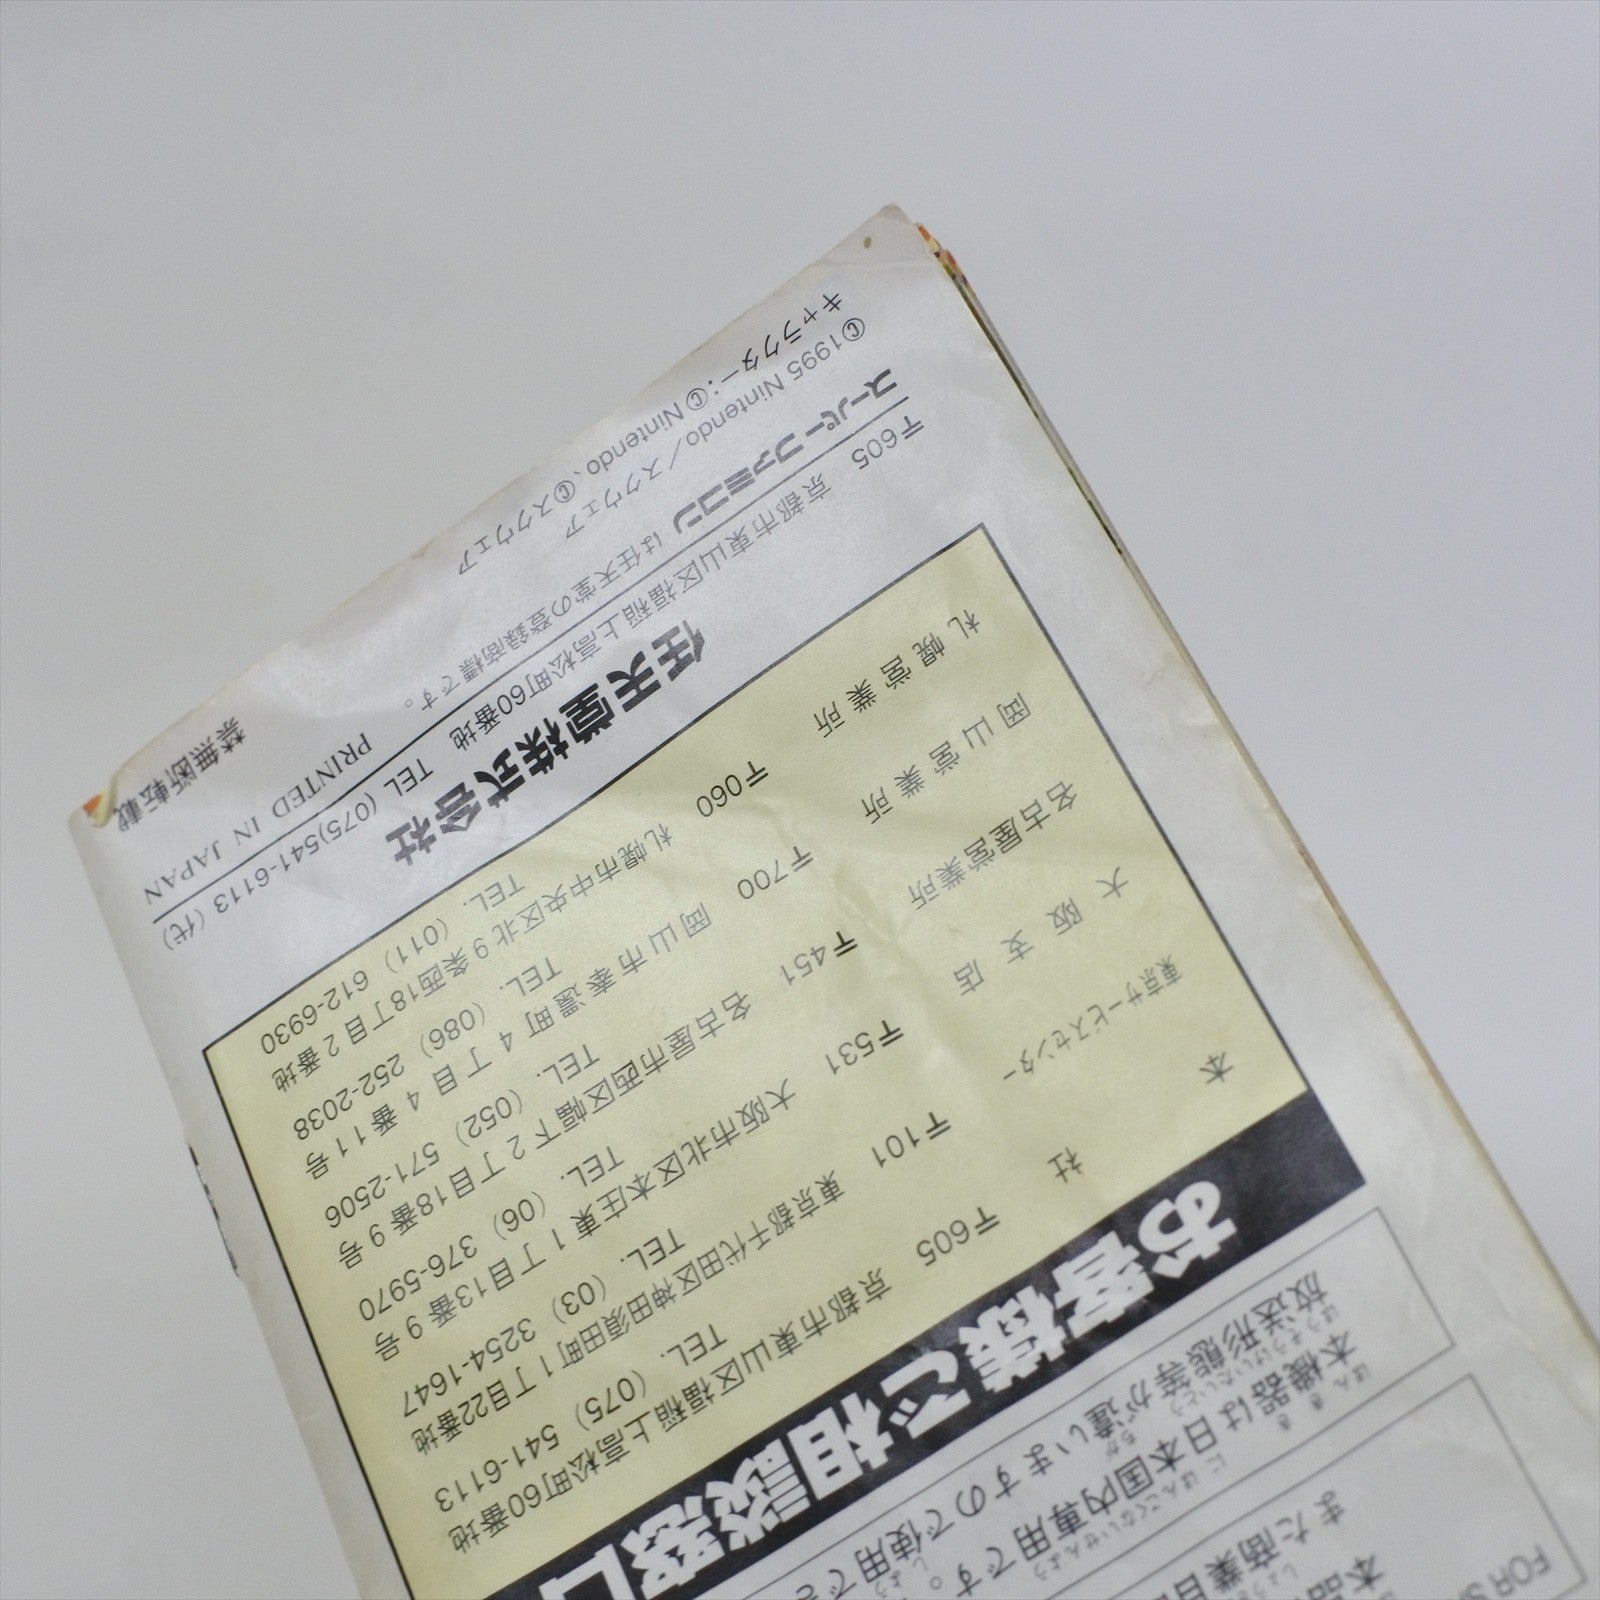 FOR S
本品
また商業目
本機器は日本国内専用です。
放送形態等が違いますので使用でき
お客様ご相談窓口
本 社 〒605 京都市東山区福稲上高松町60番地
TEL. (075) 541-6113
東京サービスセンター 〒101 東京都千代田区神田須田町1丁目22番地
TEL. (03) 3254-1647
大阪支店 〒531 大阪市北区本庄東1丁目13番9号
TEL. (06) 376-5970
名古屋営業所 〒451 名古屋市西区幅下2丁目18番9号
TEL. (052) 571-2506
岡山営業所 〒700 岡山市奉還町4丁目4番11号
TEL. (086) 252-2038
札幌営業所 〒060 札幌市中央区北9条西18丁目2番地
TEL. (011) 612-6930
任天堂株式会社
〒605 京都市東山区福稲上高松町60番地 TEL (075)541-6113 (代)
スーパーファミコン は任天堂の登録商標です。
©1995 Nintendo/スクウェア PRINTED IN JAPAN
キャラクター:© Nintendo、©スクウェア 禁無断転載